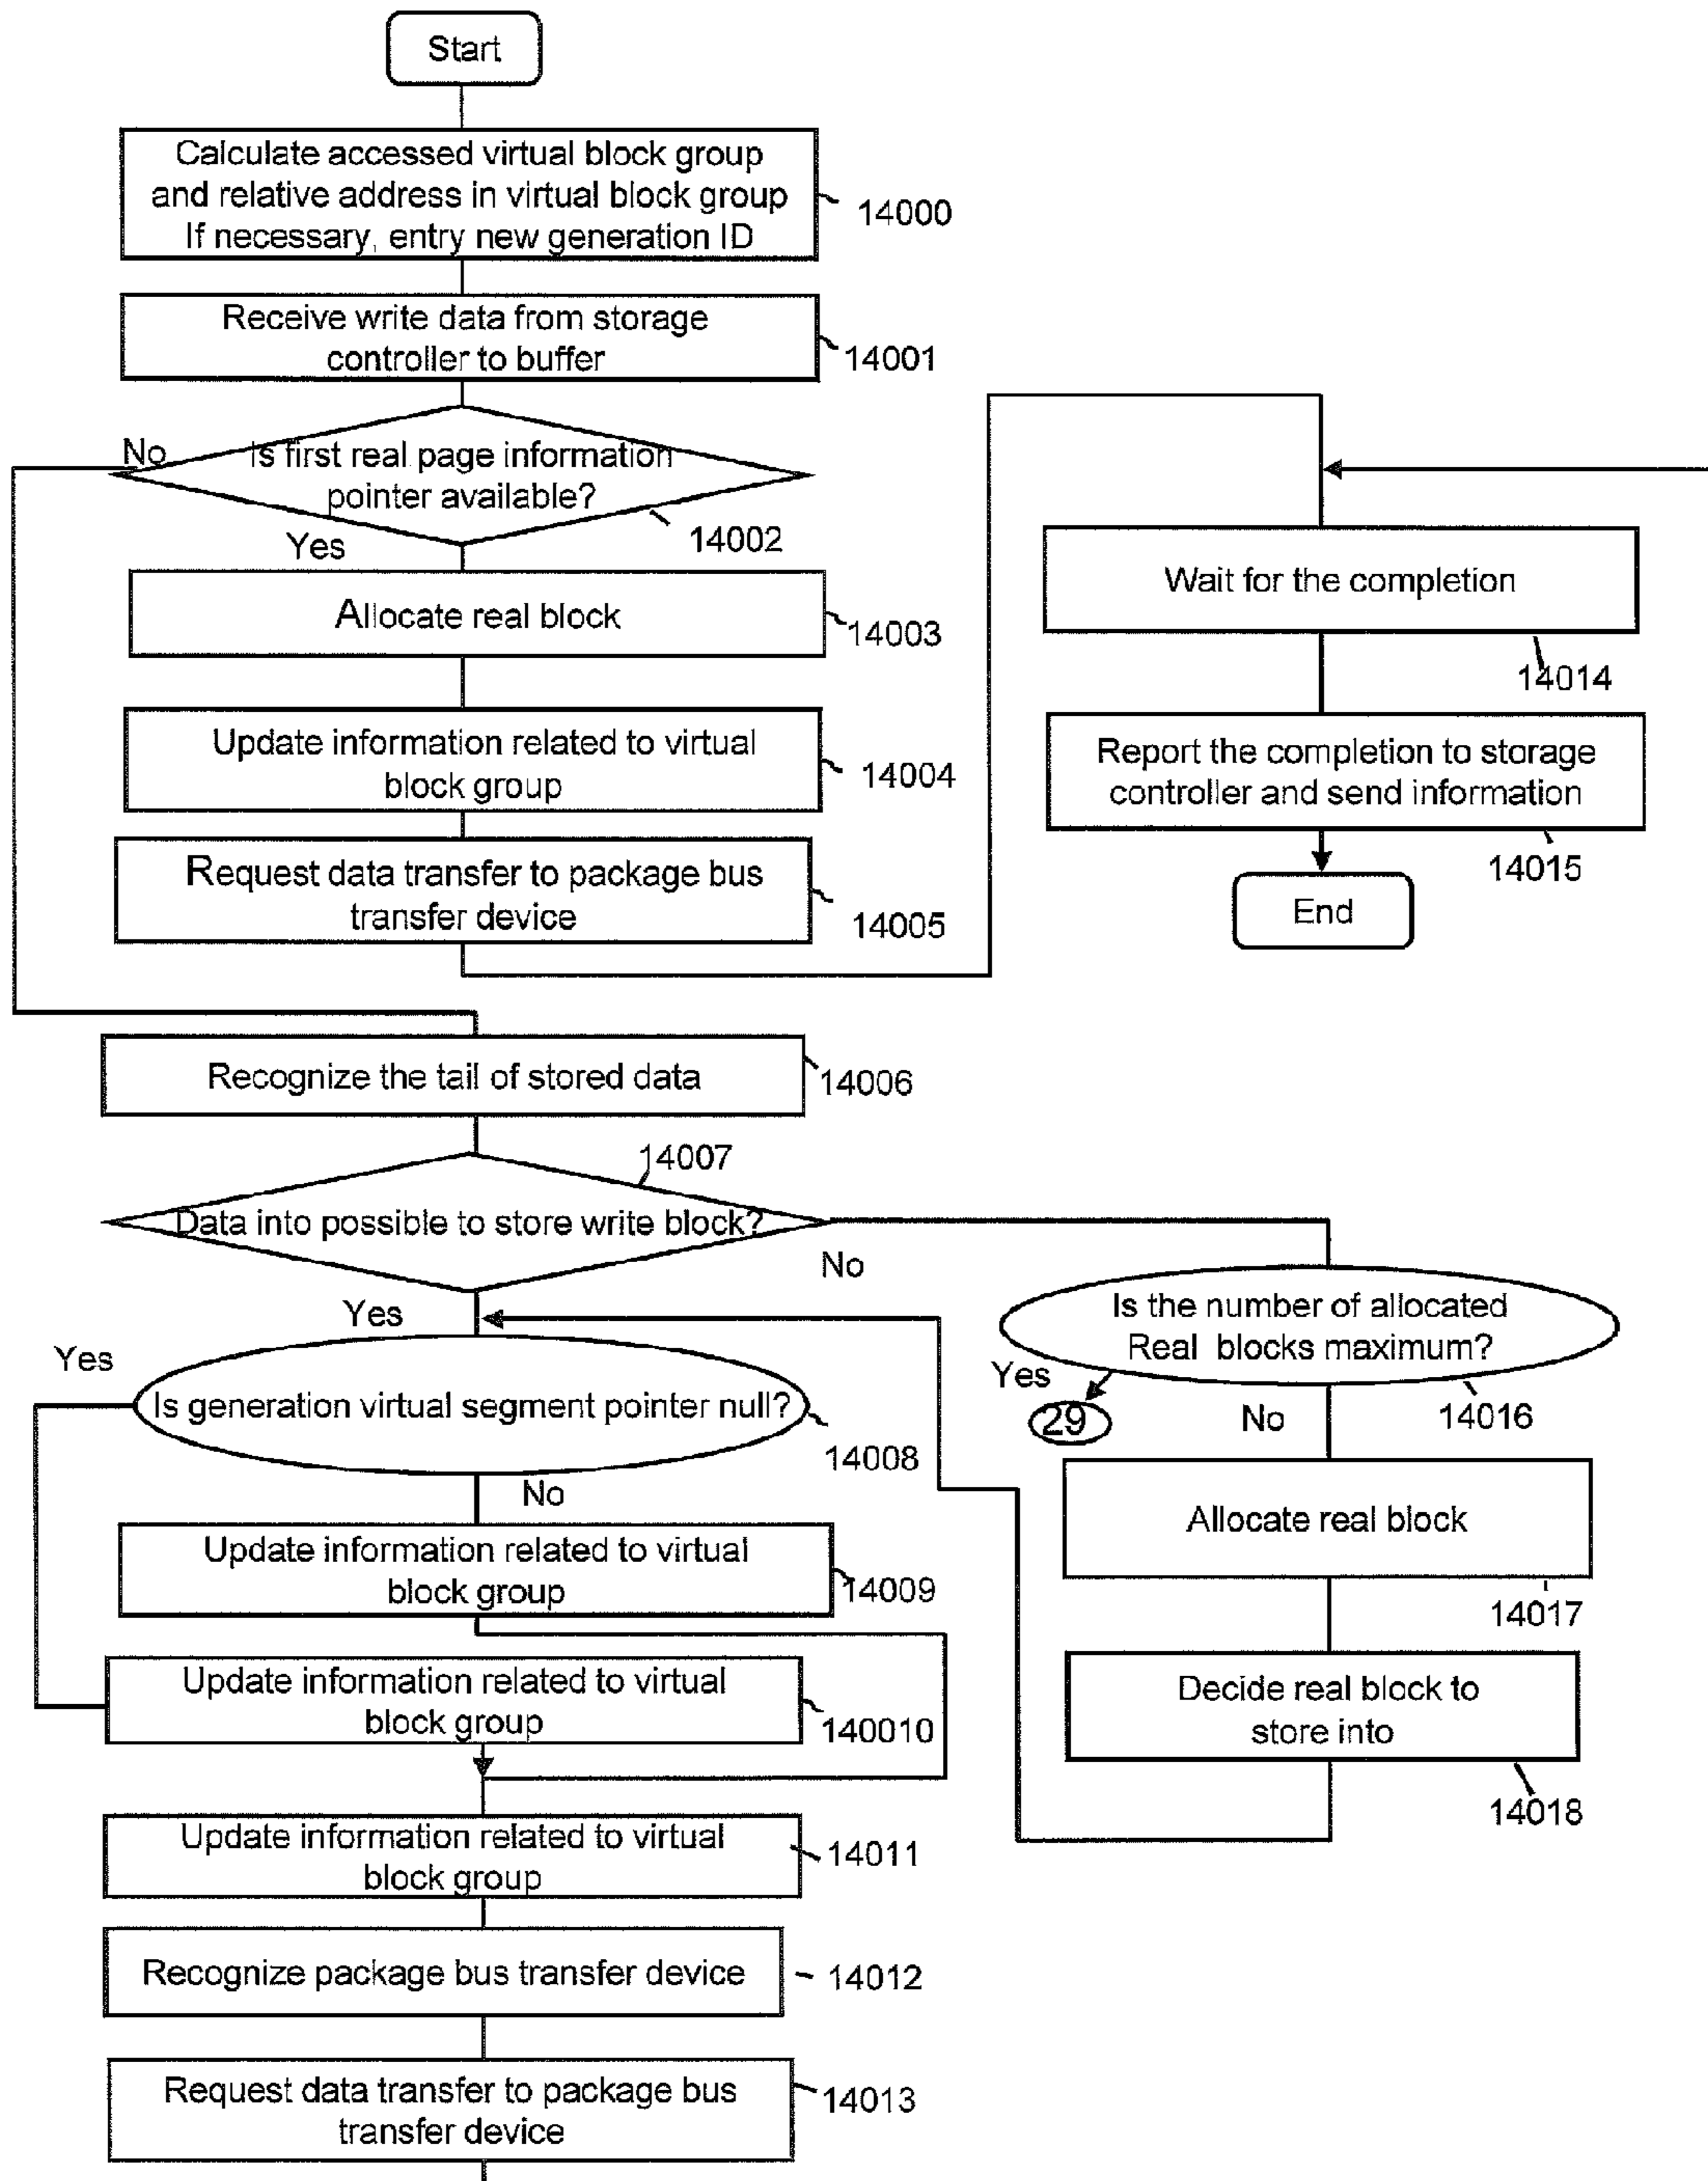 Start
Calculate accessed virtual block group
and relative address in virtual block group
If necessary, entry new generation ID
14000
Receive write data from storage
controller to buffer
14001
No
Is first real page information
pointer available?
14002
Yes
Allocate real block
14003
Update information related to virtual
block group
14004
Request data transfer to package bus
transfer device
14005
Wait for the completion
14014
Report the completion to storage
controller and send information
14015
End
Recognize the tail of stored data
14006
14007
Data into possible to store write block?
No
Yes
Yes
Is generation virtual segment pointer null?
14008
No
Update information related to virtual
block group
14009
Update information related to virtual
block group
140010
Update information related to virtual
block group
14011
Recognize package bus transfer device
14012
Request data transfer to package bus
transfer device
14013
Is the number of allocated
Real blocks maximum?
Yes
29
No
14016
Allocate real block
14017
Decide real block to
store into
14018